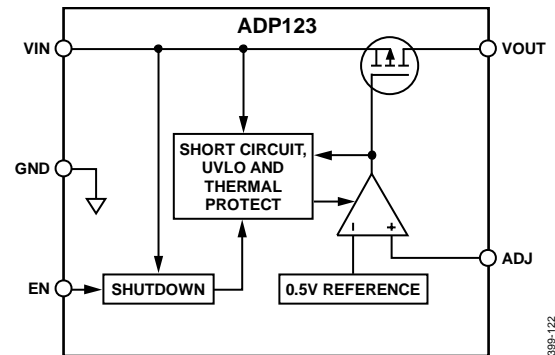 ADP123
VIN
VOUT
SHORT CIRCUIT,
UVLO AND
THERMAL
PROTECT
GND
– +
ADJ
EN
SHUTDOWN
0.5V REFERENCE
399-122